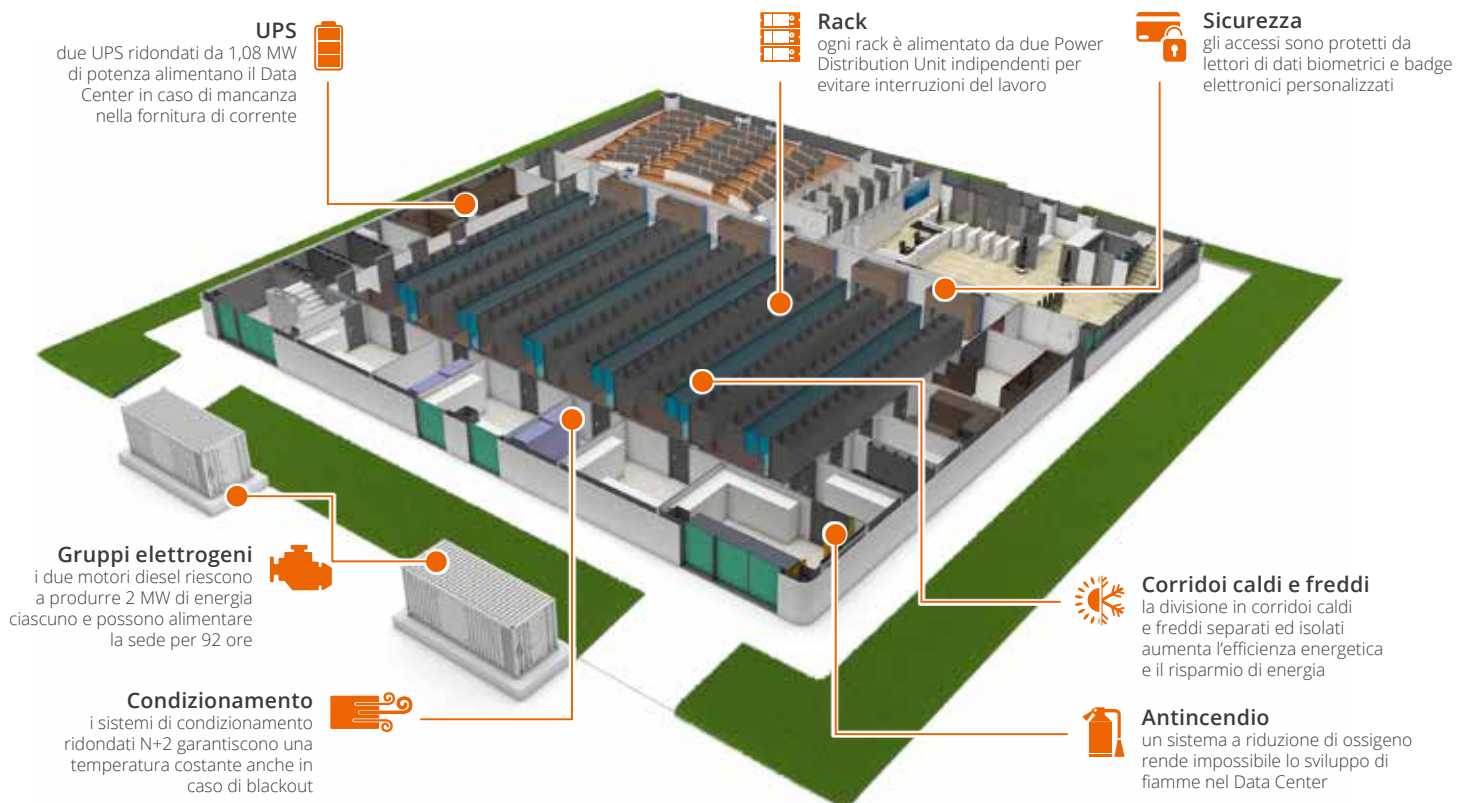 UPS
due UPS ridondati da 1,08 MW
di potenza alimentano il Data
Center in caso di mancanza
nella fornitura di corrente
Rack
ogni rack è alimentato da due Power
Distribution Unit indipendenti per
evitare interruzioni del lavoro
Sicurezza
gli accessi sono protetti da
lettori di dati biometrici e badge
elettronici personalizzati
Gruppi elettrogeni
i due motori diesel riescono
a produrre 2 MW di energia
ciascuno e possono alimentare
la sede per 92 ore
Condizionamento
i sistemi di condizionamento
ridondati N+2 garantiscono una
temperatura costante anche in
caso di blackout
Corridoi caldi e freddi
la divisione in corridoi caldi
e freddi separati ed isolati
aumenta l'efficienza energetica
e il risparmio di energia
Antincendio
un sistema a riduzione di ossigeno
rende impossibile lo sviluppo di
fiamme nel Data Center